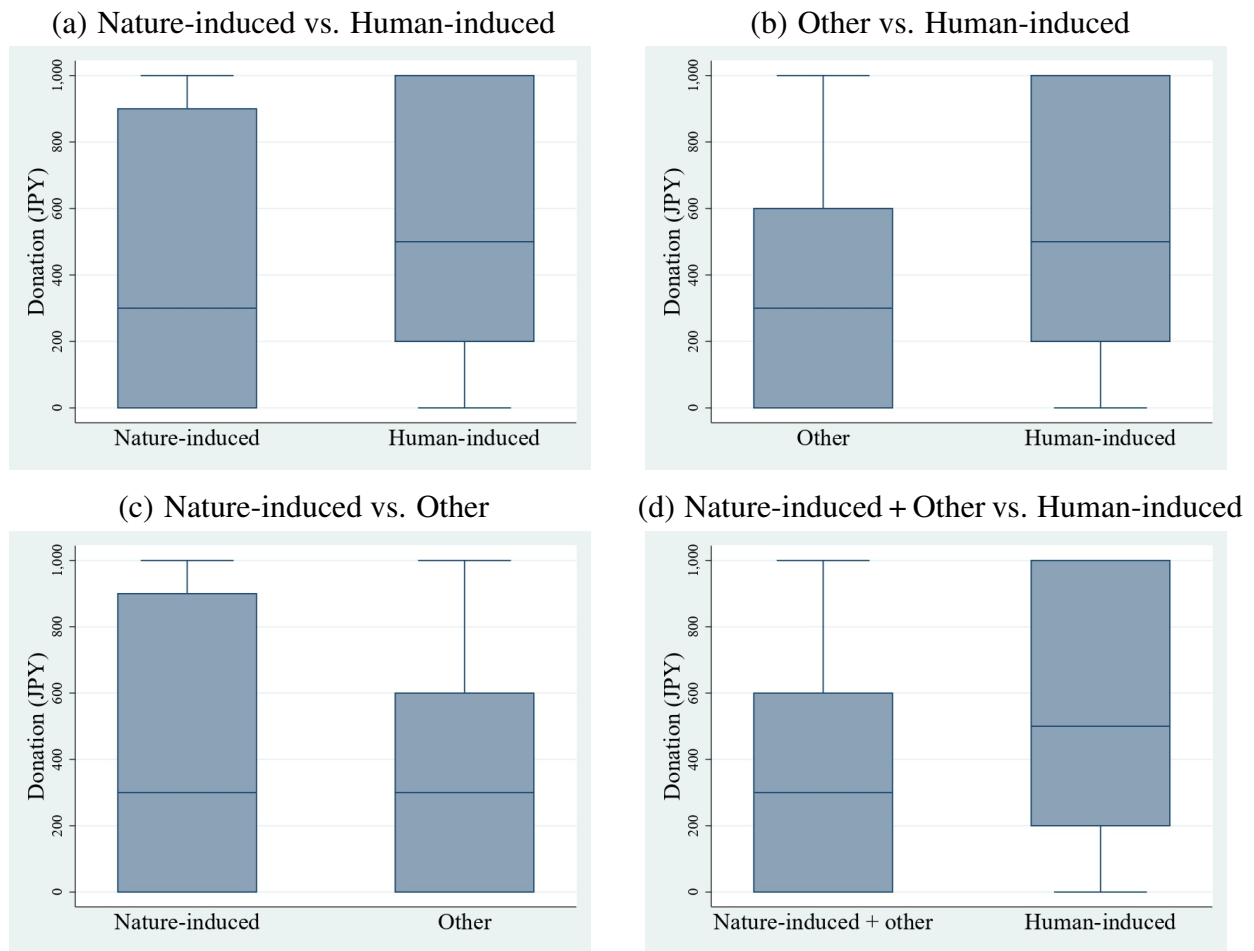 (a) Nature-induced vs. Human-induced
Donation (JPY)
1,000
800
600
400
200
0
Nature-induced
Human-induced
(b) Other vs. Human-induced
Donation (JPY)
1,000
800
600
400
200
0
Other
Human-induced
(c) Nature-induced vs. Other
Donation (JPY)
1,000
800
600
400
200
0
Nature-induced
Other
(d) Nature-induced + Other vs. Human-induced
Donation (JPY)
1,000
800
600
400
200
0
Nature-induced + other
Human-induced